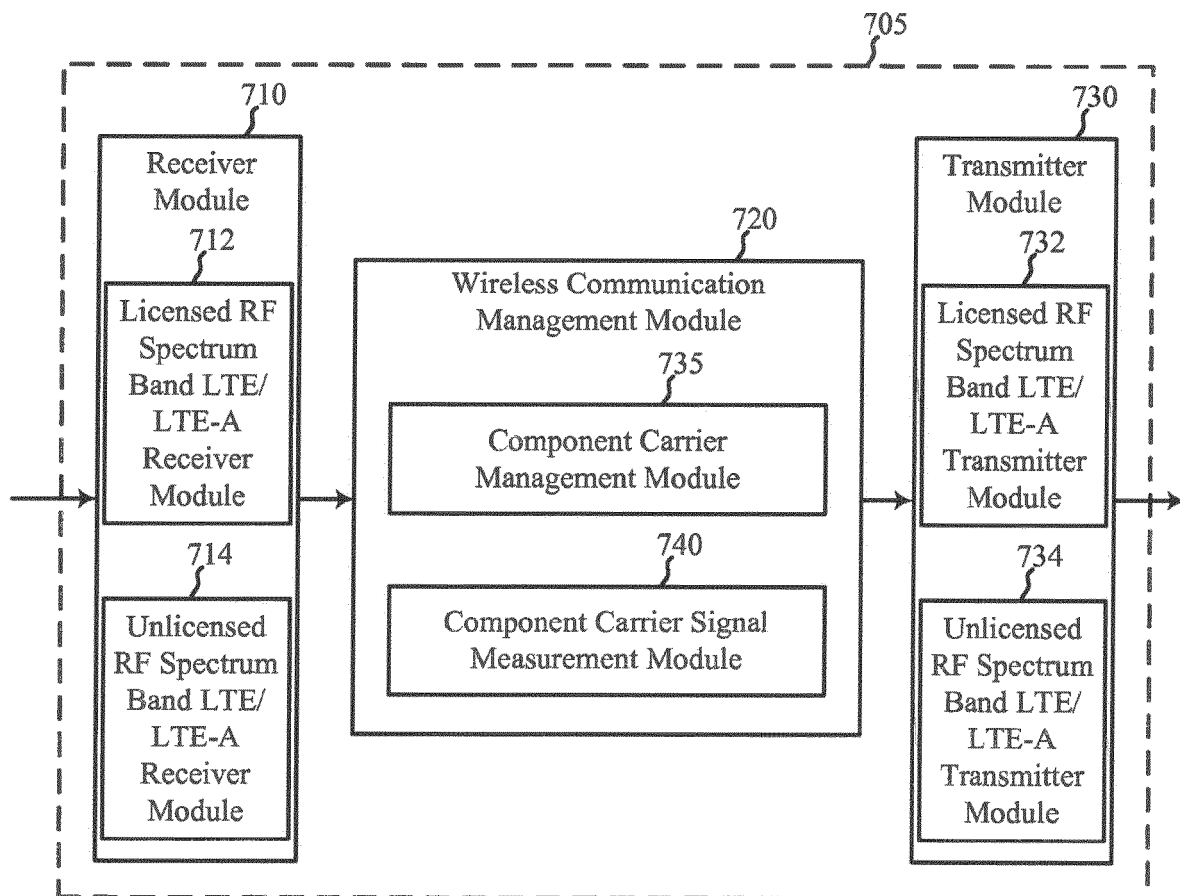 705
710
Receiver
Module
712
Licensed RF
Spectrum
Band LTE/
LTE-A
Receiver
Module
714
Unlicensed
RF Spectrum
Band LTE/
LTE-A
Receiver
Module
720
Wireless Communication
Management Module
735
Component Carrier
Management Module
740
Component Carrier Signal
Measurement Module
730
Transmitter
Module
732
Licensed RF
Spectrum
Band LTE/
LTE-A
Transmitter
Module
734
Unlicensed
RF Spectrum
Band LTE/
LTE-A
Transmitter
Module